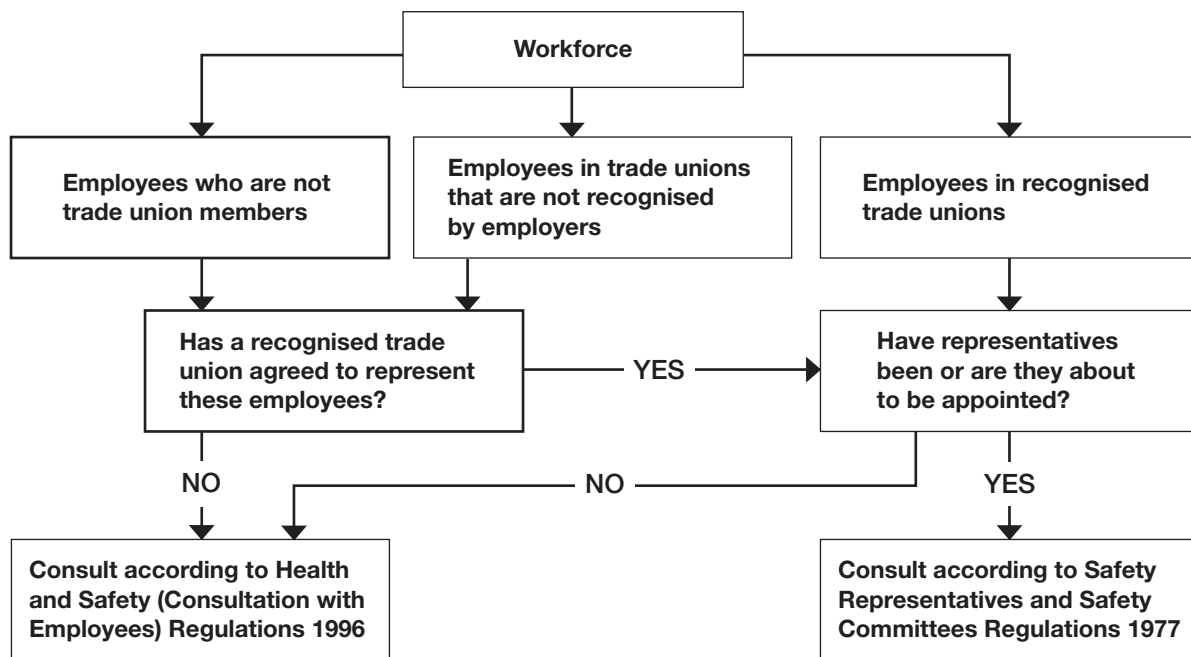 Workforce
Employees who are not
trade union members
Employees in trade unions
that are not recognised
by employers
Employees in recognised
trade unions
Has a recognised trade
union agreed to represent
these employees?
YES
Have representatives
been or are they about
to be appointed?
NO
NO
YES
Consult according to Health
and Safety (Consultation with
Employees) Regulations 1996
Consult according to Safety
Representatives and Safety
Committees Regulations 1977